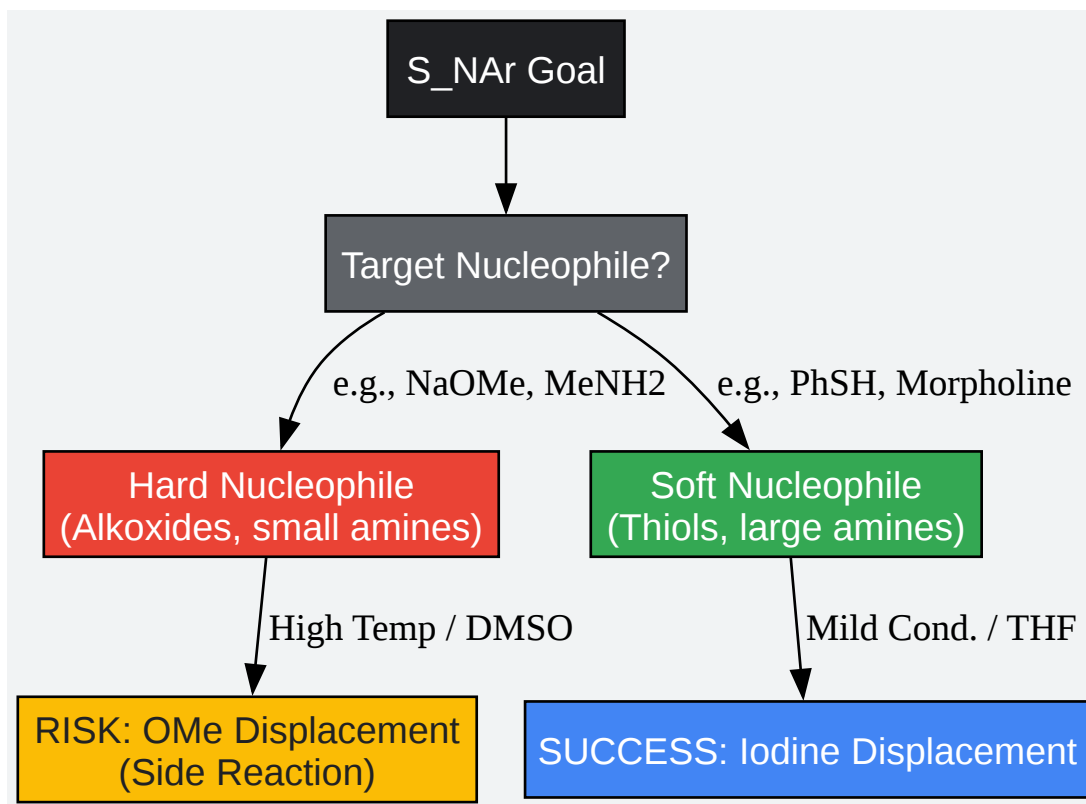 S_NAr Goal
Target Nucleophile?
e.g., NaOMe, MeNH2
e.g., PhSH, Morpholine
Hard Nucleophile
(Alkoxides, small amines)
Soft Nucleophile
(Thiols, large amines)
High Temp / DMSO
Mild Cond. / THF
RISK: OMe Displacement
(Side Reaction)
SUCCESS: Iodine Displacement